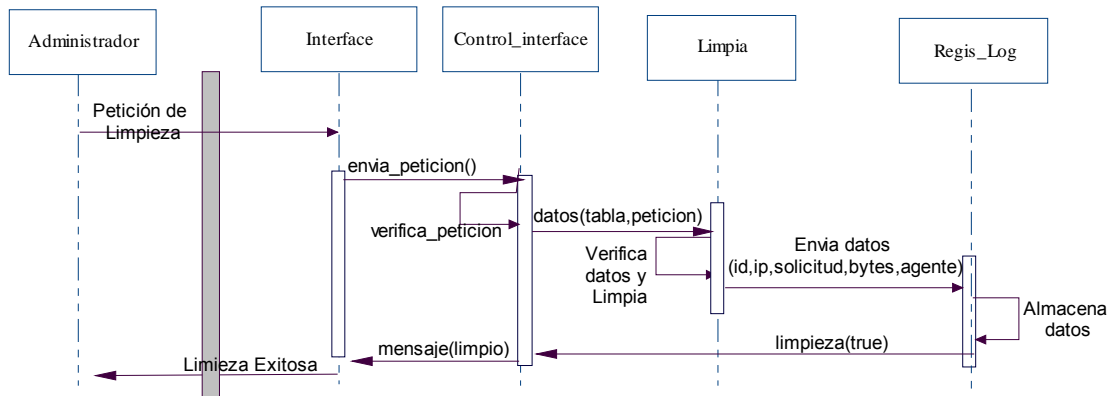 Administrador
Interface
Control_interface
Limpia
Regis_Log
Petición de
Limpieza
envia_peticion()
verifica_peticion
datos(tabla,peticion)
Verifica
datos y
Limpia
Envia datos
(id,ip,solicitud,bytes,agente)
Almacena
datos
limpieza(true)
mensaje(limpio)
Limieza Exitosa